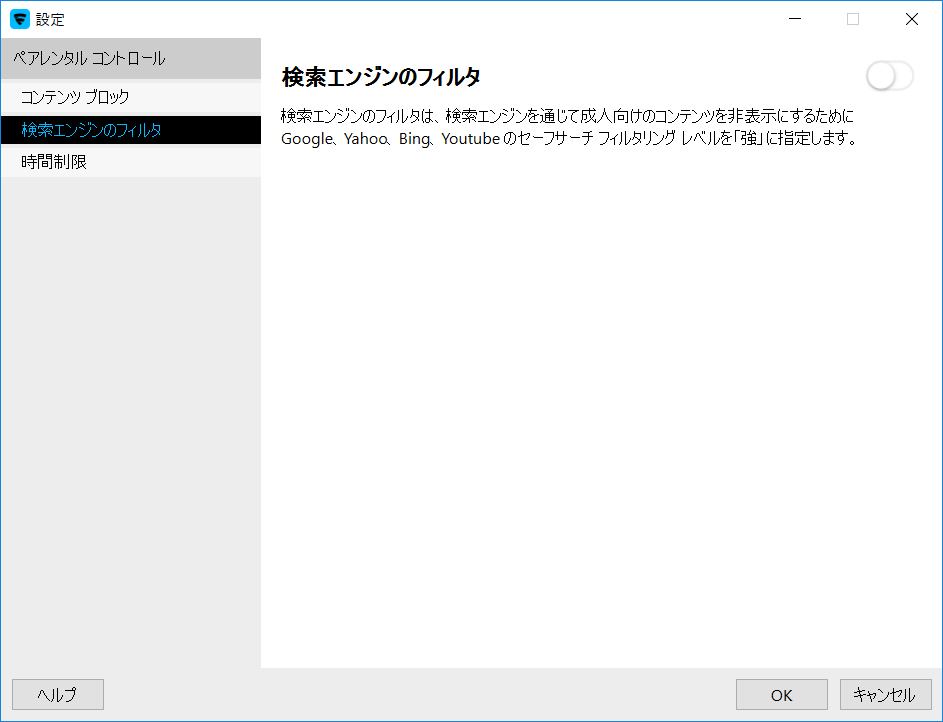 設定
ペアレンタル コントロール
コンテンツ ブロック
検索エンジンのフィルタ
時間制限
検索エンジンのフィルタ
検索エンジンのフィルタは、検索エンジンを通じて成人向けのコンテンツを非表示にするために
Google、Yahoo、Bing、Youtube のセーフサーチ フィルタリング レベルを「強」に指定します。
ヘルプ
OK
キャンセル